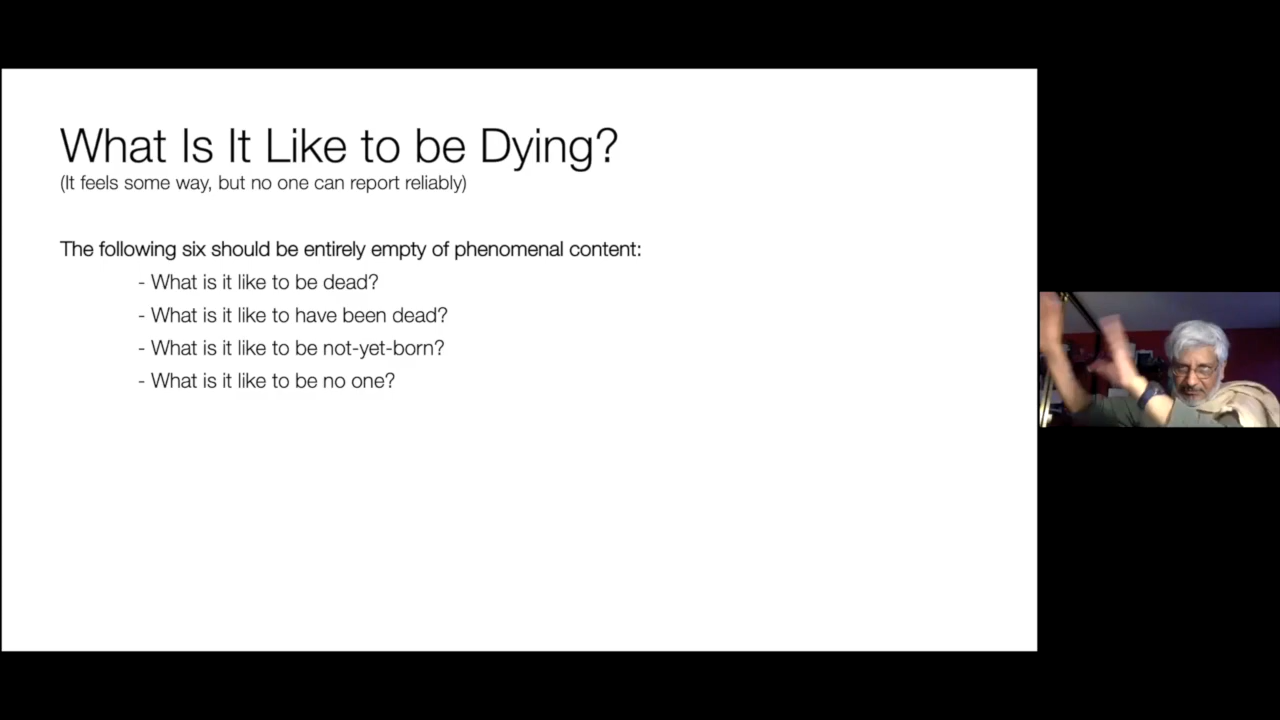 What Is It Like to be Dying?
(It feels some way, but no one can report reliably)
The following six should be entirely empty of phenomenal content:
- What is it like to be dead?
- What is it like to have been dead?
- What is it like to be not-yet-born?
- What is it like to be no one?